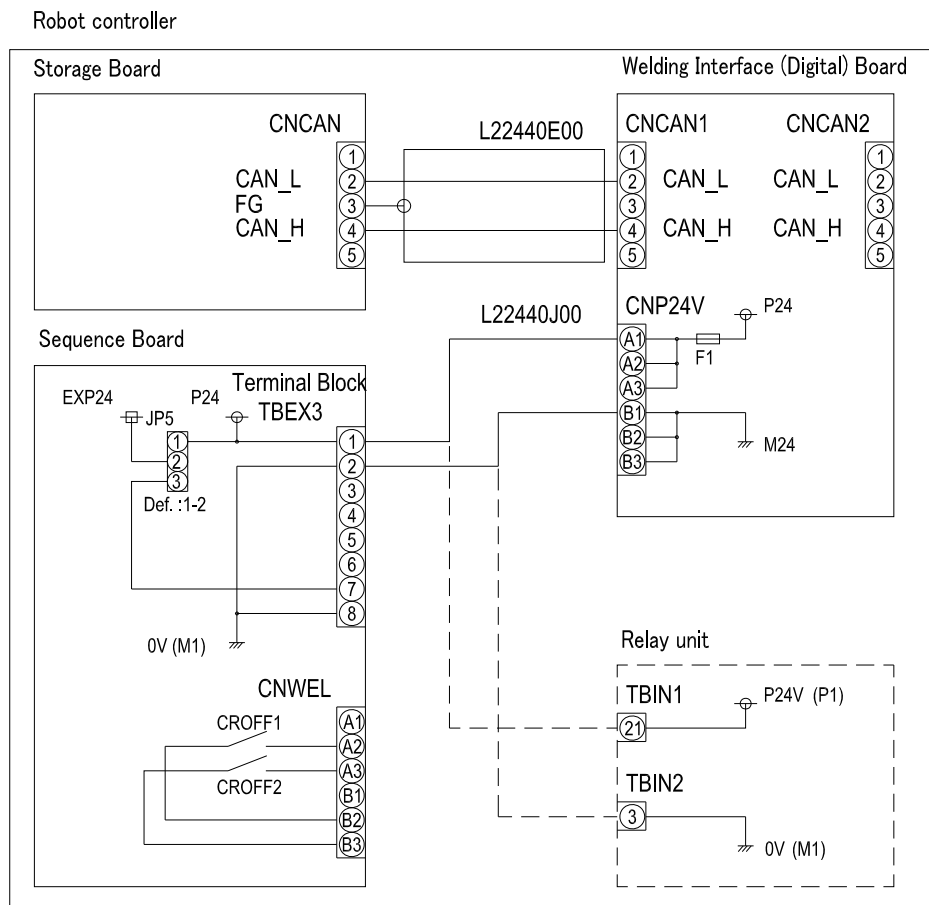 Robot controller
Storage Board
CNCAN
1
CAN_L 2
FG 3
CAN_H 4
5
L22440E00
Welding Interface (Digital) Board
CNCAN1
1
2 CAN_L
3
4 CAN_H
5
CNCAN2
1
CAN_L 2
3
CAN_H 4
5
L22440J00
CNP24V
P24
A1
F1
A2
A3
B1
B2
M24
B3
Sequence Board
Terminal Block
TBEX3
EXP24
P24
JP5
1
2
3
Def. :1-2
1
2
3
4
5
6
7
8
0V (M1)
CNWEL
CROFF1
CROFF2
A1
A2
A3
B1
B2
B3
Relay unit
TBIN1
P24V (P1)
21
TBIN2
3
0V (M1)